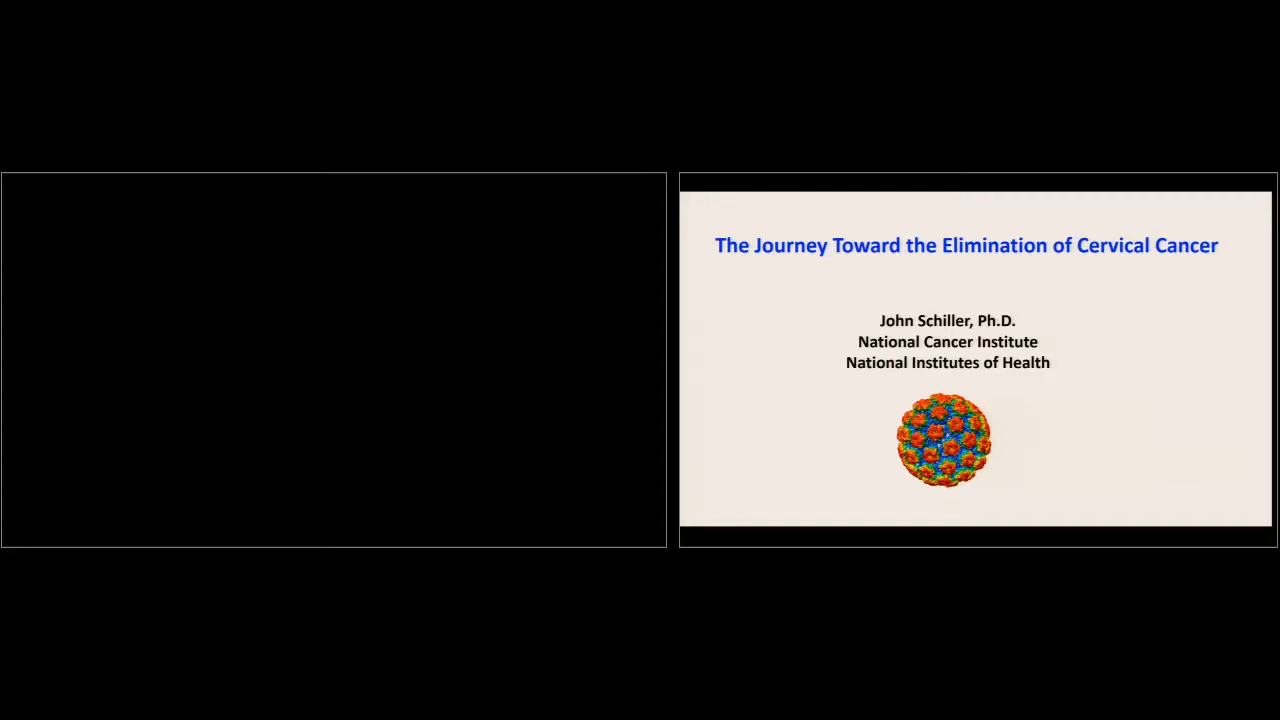 The Journey Toward the Elimination of Cervical Cancer
John Schiller, Ph.D.
National Cancer Institute
National Institutes of Health